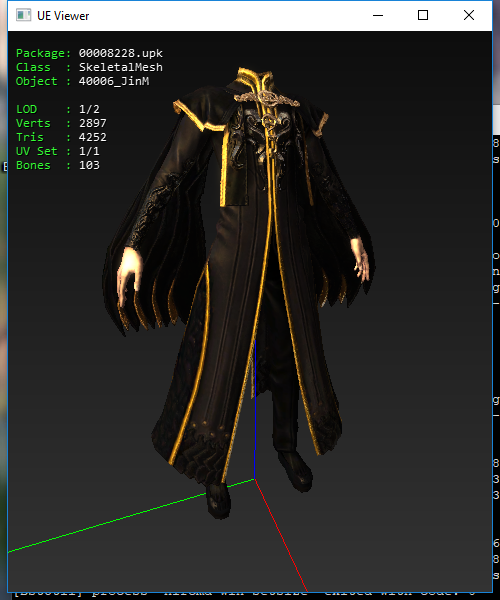 UE Viewer
Package: 00008228.upk
Class : SkeletalMesh
Object : 40006_JinM
LOD : 1/2
Verts : 2897
Tris : 4252
UV Set : 1/1
Bones : 103